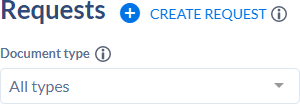 Requests CREATE REQUEST
Document type
All types